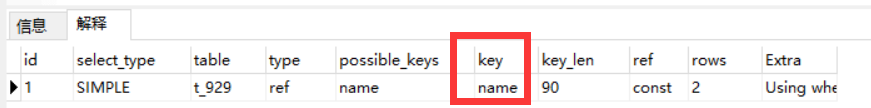 信息 解释
id select_type table type possible_keys key key_len ref rows Extra
1 SIMPLE t_929 ref name name 90 const 2 Using whe